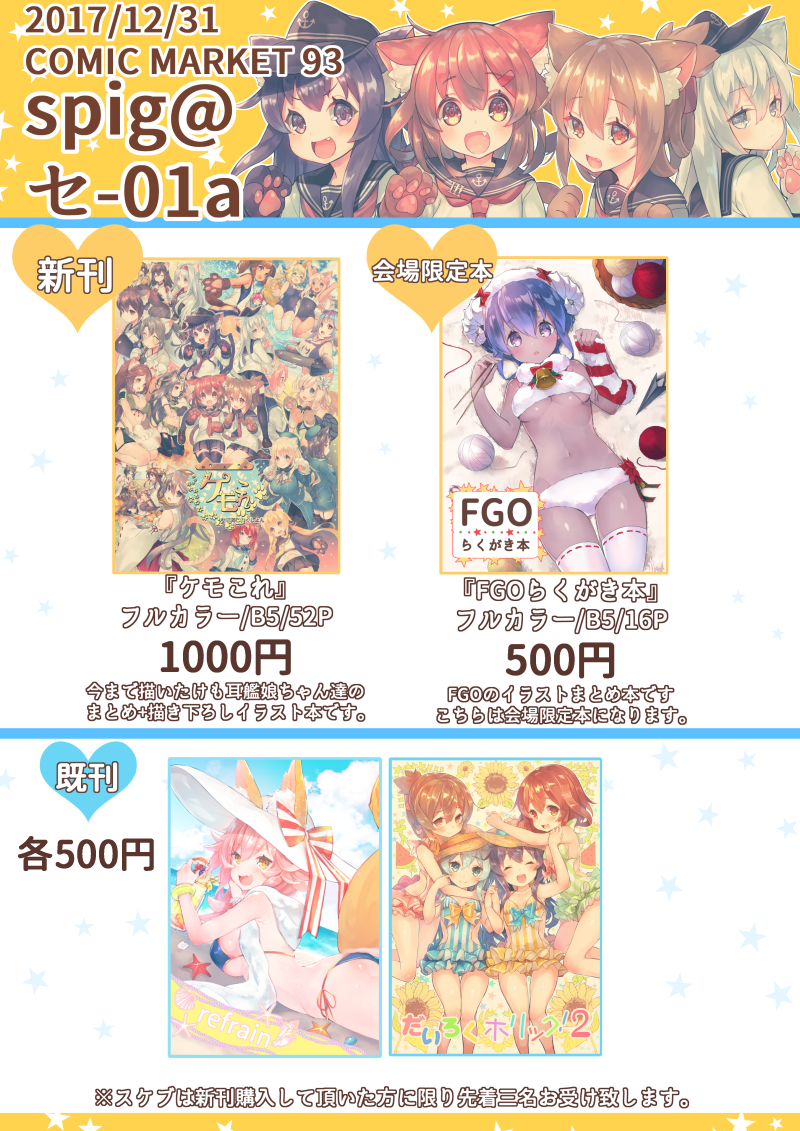 2017/12/31
COMIC MARKET 93
spig@
セ-01a
新刊
会場限定本
ケモこれ
FGO
らくがき本
『ケモこれ』
フルカラー/B5/52P
1000円
今まで描いたけも耳艦娘ちゃん達の
まとめ+描き下ろしイラスト本です。
『FGOらくがき本』
フルカラー/B5/16P
500円
FGOのイラストまとめ本です
こちらは会場限定本になります。
既刊
各500円
refrain
だいろくホリック!2
※スケブは新刊購入して頂いた方に限り先着三名お受け致します。